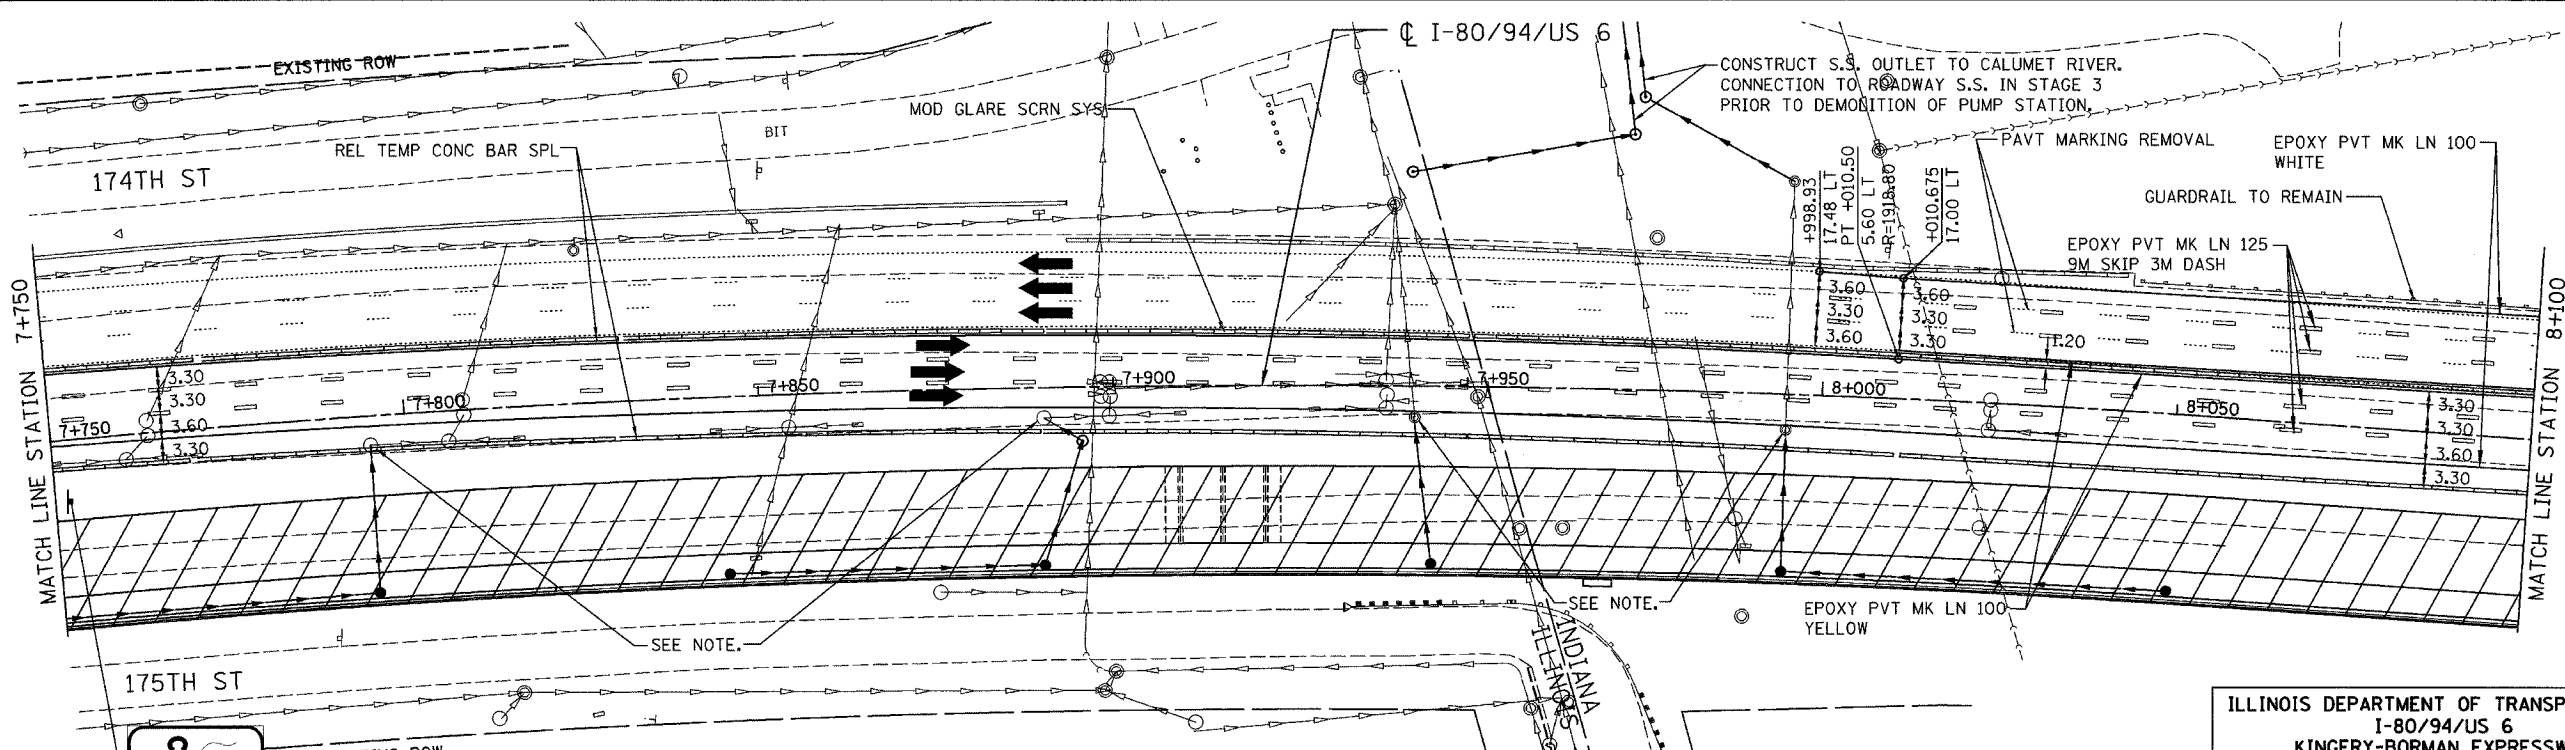 ℄ I-80/94/US 6
EXISTING ROW
CONSTRUCT S.S. OUTLET TO CALUMET RIVER.
CONNECTION TO ROADWAY S.S. IN STAGE 3
PRIOR TO DEMOLITION OF PUMP STATION.
MOD GLARE SCRN SYS
BIT
REL TEMP CONC BAR SPL
174TH ST
PAVT MARKING REMOVAL
EPOXY PVT MK LN 100
WHITE
GUARDRAIL TO REMAIN
EPOXY PVT MK LN 125
9M SKIP 3M DASH
+998.93
17.48 LT
PT +010.50
5.60 LT
R=1918.80
+010.675
17.00 LT
3.60
3.30
3.60
3.60
3.30
3.30
1.20
MATCH LINE STATION 7+750
MATCH LINE STATION 8+100
3.30
3.30
3.60
3.30
7+750
7+800
7+850
7+900
7+950
8+000
8+050
3.30
3.30
3.60
3.30
SEE NOTE.
SEE NOTE.
EPOXY PVT MK LN 100
YELLOW
INDIANA
ILLINOIS
175TH ST
ILLINOIS DEPARTMENT OF TRANSP
I-80/94/US 6
KINGERY-BORMAN EXPRESSW
ROW